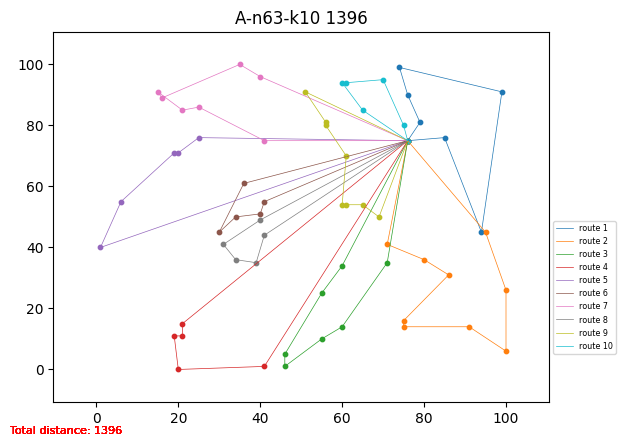 A-n63-k10 1396
100
80
60
40
20
0
0 20 40 60 80 100
route 1
route 2
route 3
route 4
route 5
route 6
route 7
route 8
route 9
route 10
Total distance: 1396